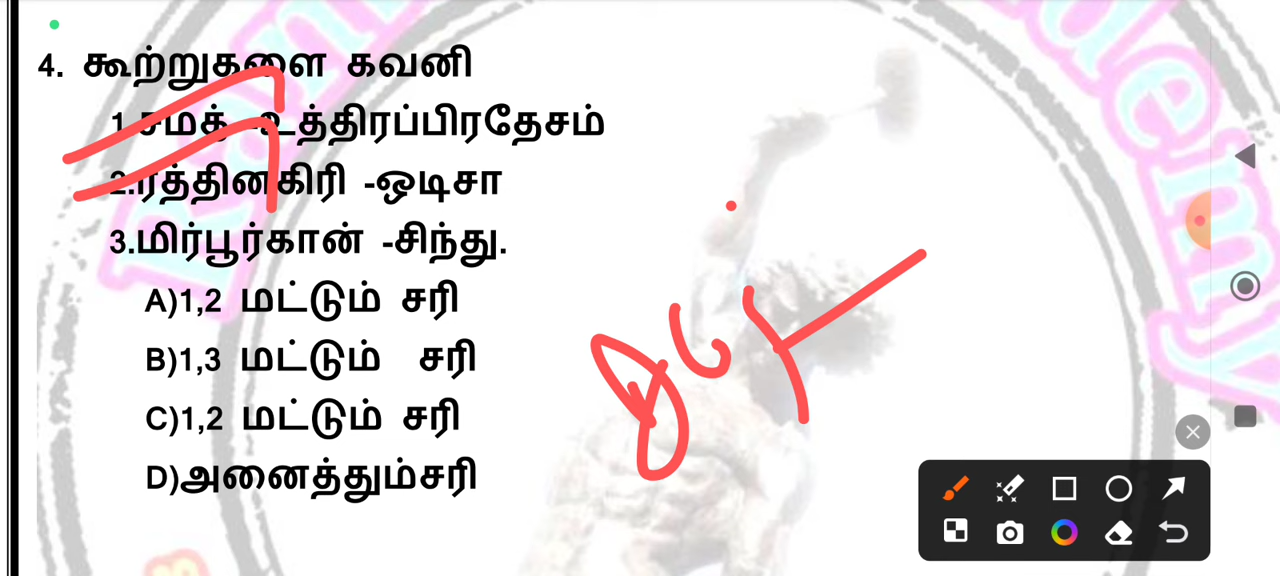 4. கூற்றுகளை கவனி
1.சமத் -உத்திரப்பிரதேசம்
2.ரத்தினகிரி -ஒடிசா
3.மிர்பூர்கான் -சிந்து.
A)1,2 மட்டும் சரி
B)1,3 மட்டும் சரி
C)1,2 மட்டும் சரி
D)அனைத்தும்சரி